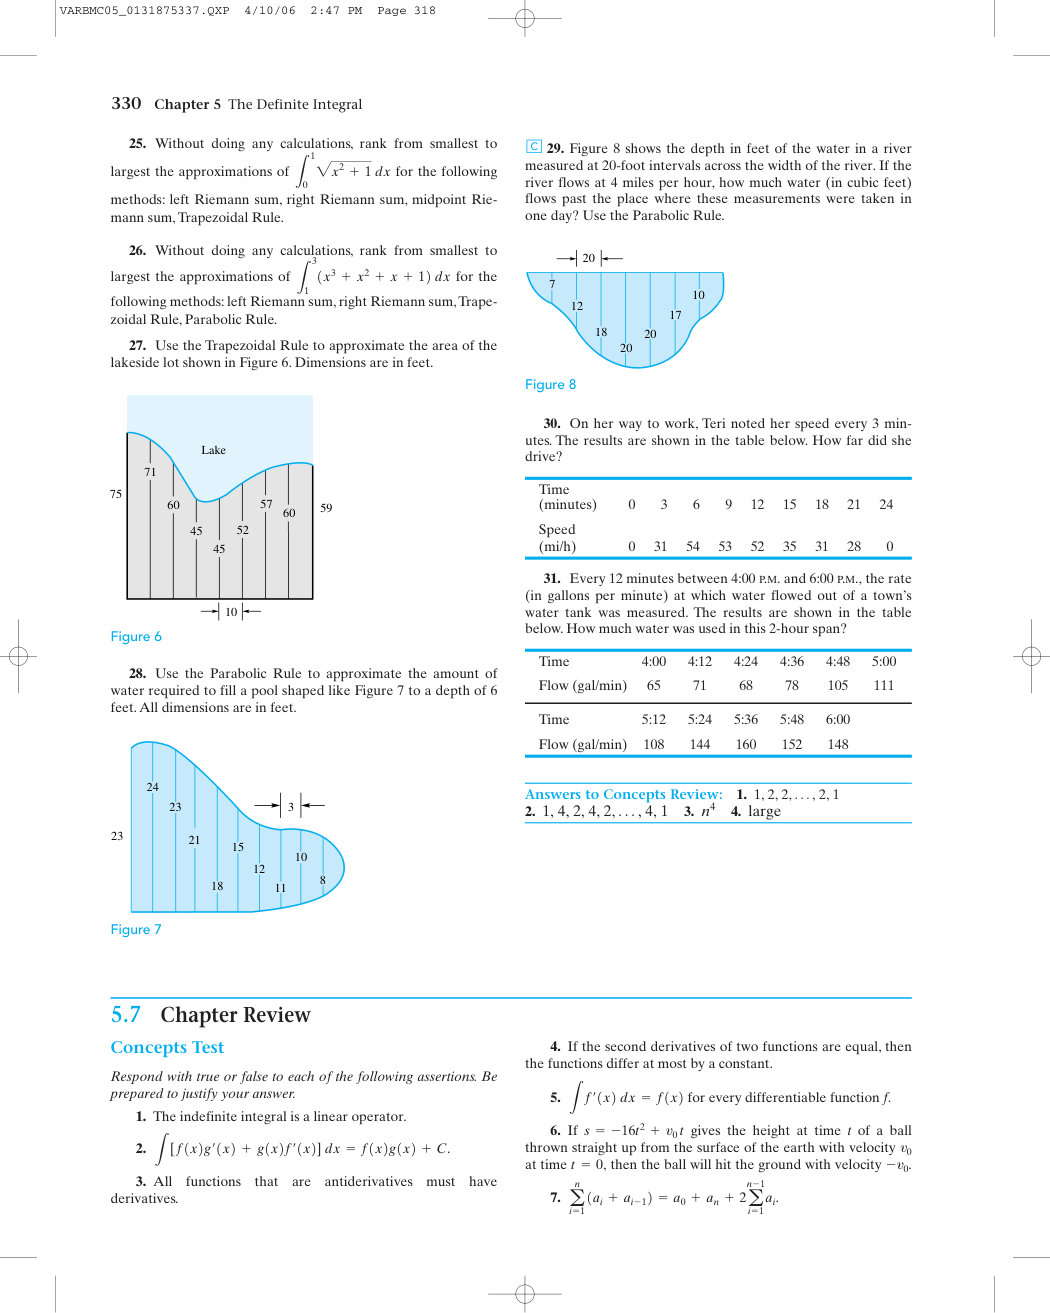 VARBMC05_0131875337.QXP 4/10/06 2:47 PM Page 318
330 Chapter 5 The Definite Integral
25. Without doing any calculations, rank from smallest to
largest the approximations of ∫₀¹ √(x² + 1) dx for the following
methods: left Riemann sum, right Riemann sum, midpoint Rie-
mann sum, Trapezoidal Rule.
26. Without doing any calculations, rank from smallest to
largest the approximations of ∫₁³ (x³ + x² + x + 1) dx for the
following methods: left Riemann sum, right Riemann sum, Trape-
zoidal Rule, Parabolic Rule.
27. Use the Trapezoidal Rule to approximate the area of the
lakeside lot shown in Figure 6. Dimensions are in feet.
Lake
75
71
60
45
45
52
57
60
59
10
Figure 6
28. Use the Parabolic Rule to approximate the amount of
water required to fill a pool shaped like Figure 7 to a depth of 6
feet. All dimensions are in feet.
23
24
23
21
18
15
12
11
10
8
3
Figure 7
C 29. Figure 8 shows the depth in feet of the water in a river
measured at 20-foot intervals across the width of the river. If the
river flows at 4 miles per hour, how much water (in cubic feet)
flows past the place where these measurements were taken in
one day? Use the Parabolic Rule.
20
7
12
18
20
20
17
10
Figure 8
30. On her way to work, Teri noted her speed every 3 min-
utes. The results are shown in the table below. How far did she
drive?
Time
(minutes) 0 3 6 9 12 15 18 21 24
Speed
(mi/h) 0 31 54 53 52 35 31 28 0
31. Every 12 minutes between 4:00 P.M. and 6:00 P.M., the rate
(in gallons per minute) at which water flowed out of a town's
water tank was measured. The results are shown in the table
below. How much water was used in this 2-hour span?
Time 4:00 4:12 4:24 4:36 4:48 5:00
Flow (gal/min) 65 71 68 78 105 111
Time 5:12 5:24 5:36 5:48 6:00
Flow (gal/min) 108 144 160 152 148
Answers to Concepts Review: 1. 1, 2, 2, . . . , 2, 1
2. 1, 4, 2, 4, 2, . . . , 4, 1 3. n⁴ 4. large
5.7 Chapter Review
Concepts Test
Respond with true or false to each of the following assertions. Be
prepared to justify your answer.
1. The indefinite integral is a linear operator.
2. ∫ [f(x)g′(x) + g(x)f′(x)] dx = f(x)g(x) + C.
3. All functions that are antiderivatives must have
derivatives.
4. If the second derivatives of two functions are equal, then
the functions differ at most by a constant.
5. ∫ f′(x) dx = f(x) for every differentiable function f.
6. If s = −16t² + v₀t gives the height at time t of a ball
thrown straight up from the surface of the earth with velocity v₀
at time t = 0, then the ball will hit the ground with velocity −v₀.
7. ∑ᵢ₌₁ⁿ (aᵢ + aᵢ₋₁) = a₀ + aₙ + 2 ∑ᵢ₌₁ⁿ⁻¹ aᵢ.